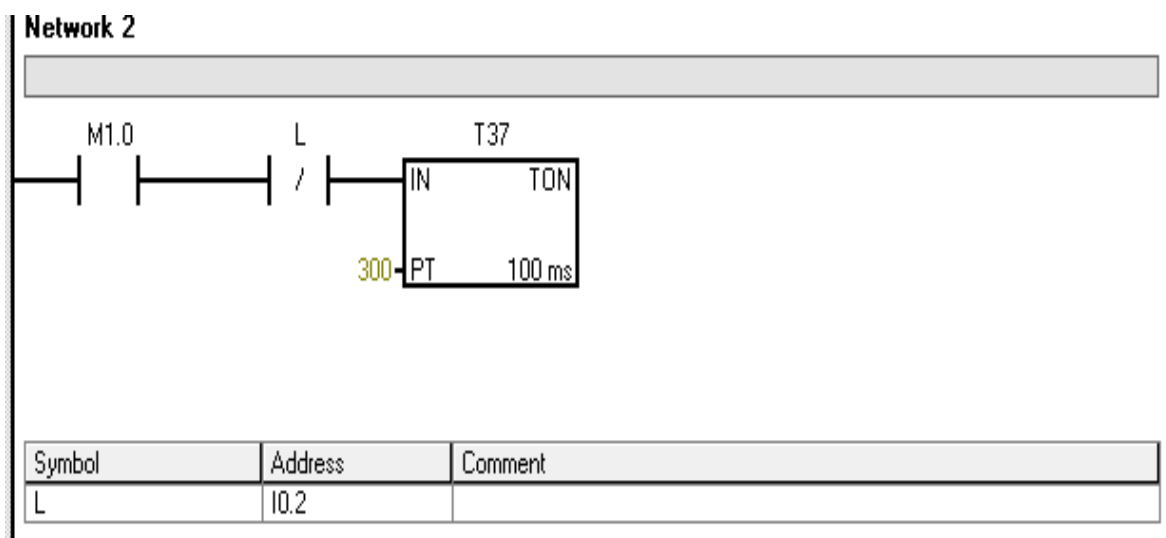 Network 2
M1.0 L T37
/
IN TON
300 PT 100 ms
Symbol Address Comment
L I0.2